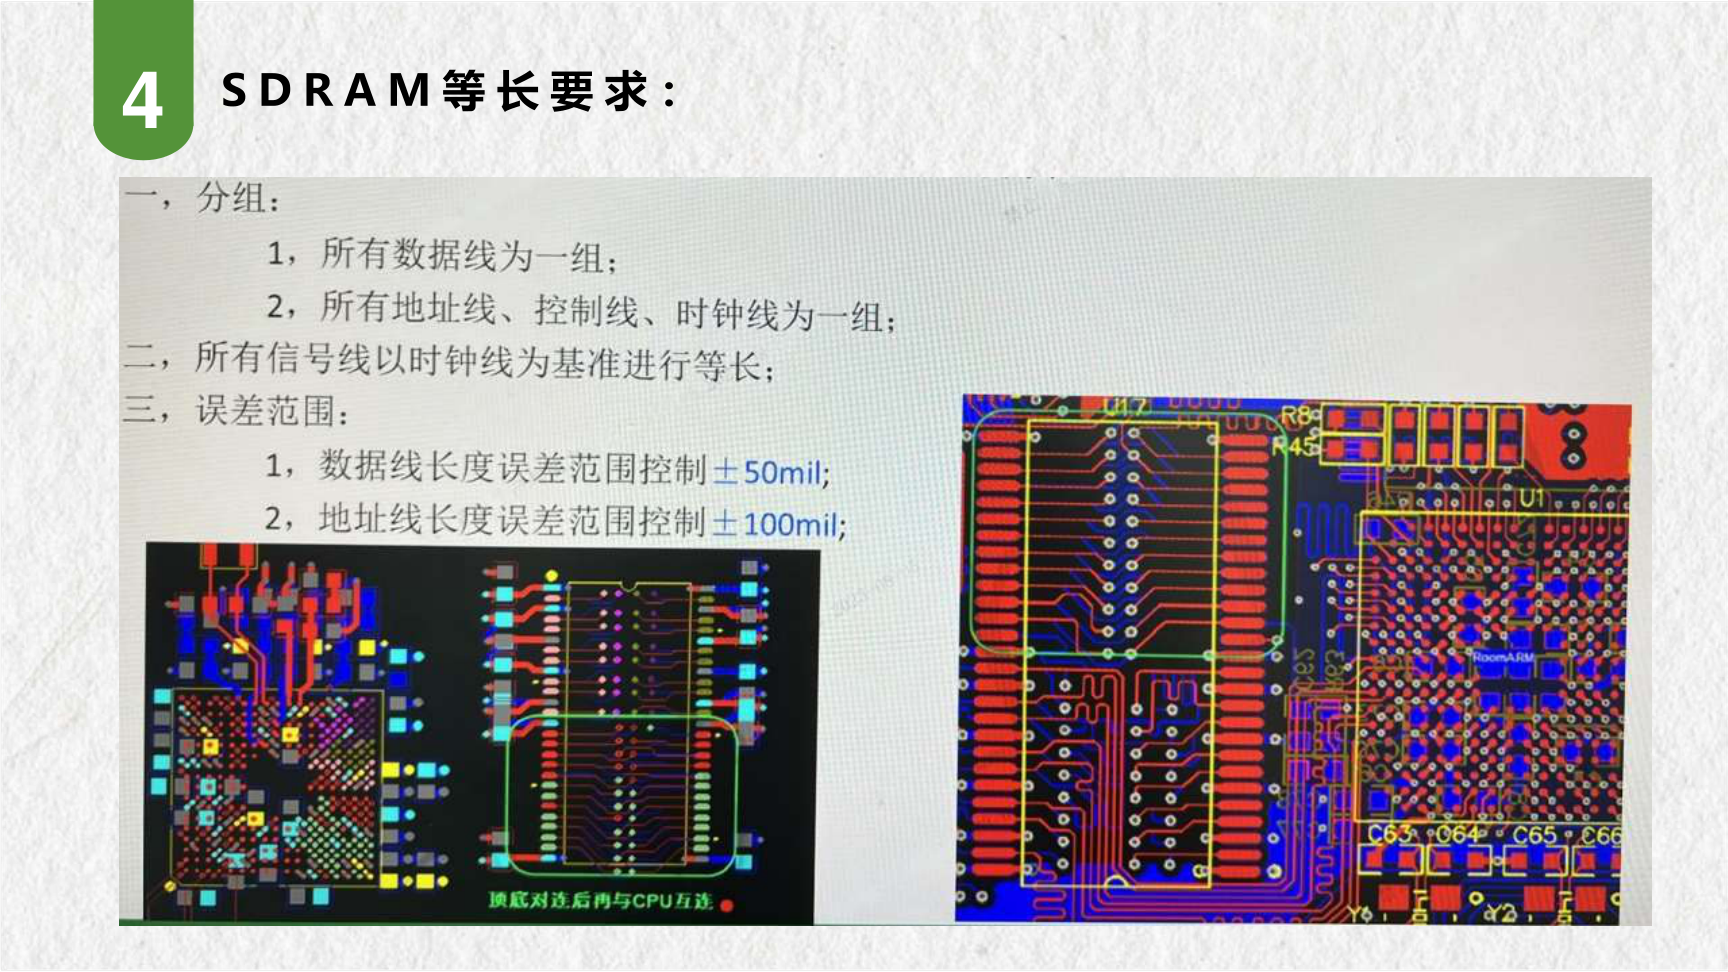 4
SDRAM等长要求：
一，分组：
1，所有数据线为一组；
2，所有地址线、控制线、时钟线为一组；
二，所有信号线以时钟线为基准进行等长；
三，误差范围：
1，数据线长度误差范围控制±50mil;
2，地址线长度误差范围控制±100mil;
顶底对连后再与CPU互连
U17
R8
R45
U1
RoomARM
C63 C64 C65 C66
Y2